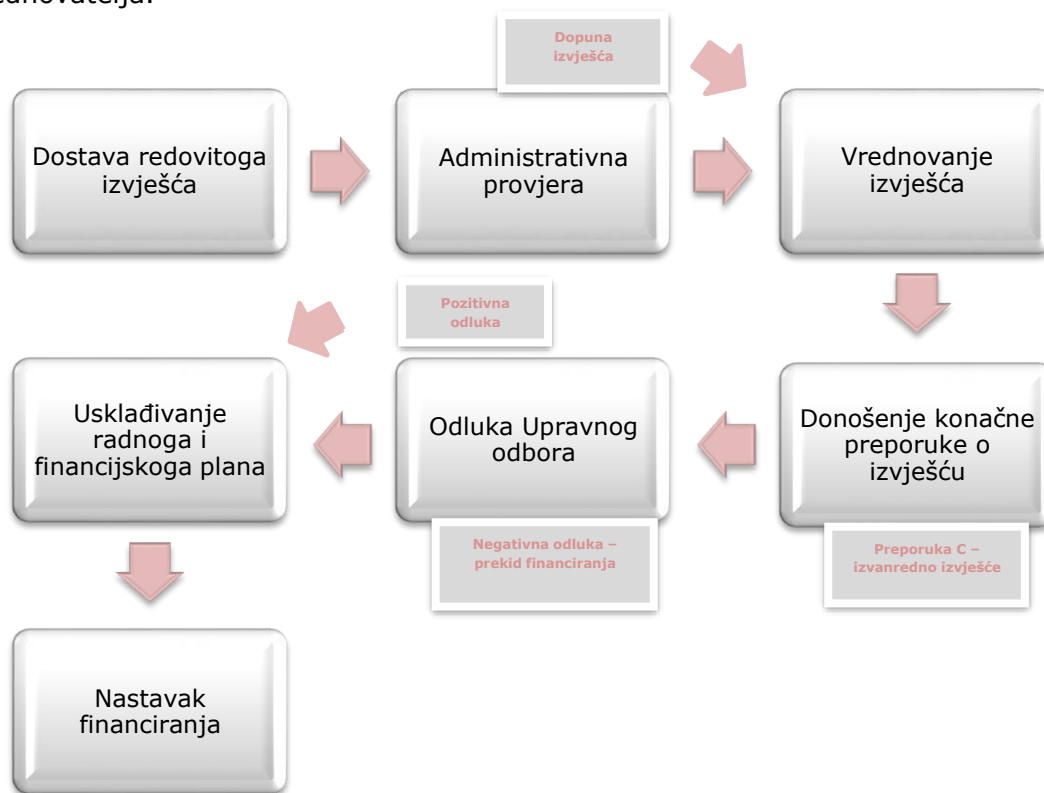 Dopuna
izvješća
Dostava redovitoga
izvješća
Administrativna
provjera
Vrednovanje
izvješća
Pozitivna
odluka
Usklađivanje
radnoga i
financijskoga plana
Odluka Upravnog
odbora
Donošenje konačne
preporuke o
izvješću
Negativna odluka –
prekid financiranja
Preporuka C –
izvanredno izvješće
Nastavak
financiranja